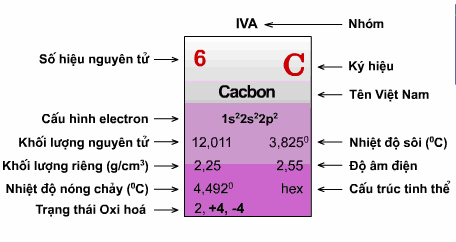 IVA Nhóm
Số hiệu nguyên tử 6 C Ký hiệu
Cacbon Tên Việt Nam
Cấu hình electron 1s²2s²2p²
Khối lượng nguyên tử 12,011 3,825⁰ Nhiệt độ sôi (⁰C)
Khối lượng riêng (g/cm³) 2,25 2,55 Độ âm điện
Nhiệt độ nóng chảy (⁰C) 4,492⁰ hex Cấu trúc tinh thể
Trạng thái Oxi hoá 2, +4, -4